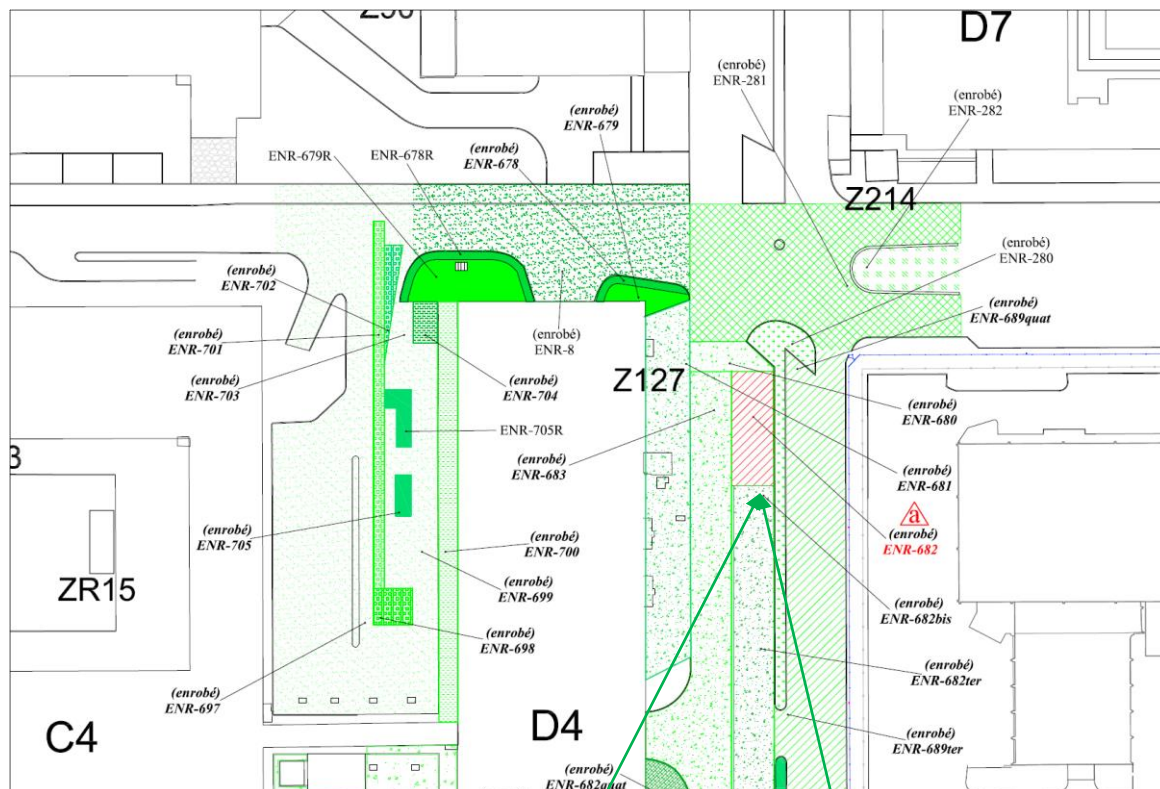 D7
(enrobé)
ENR-281
(enrobé)
ENR-282
(enrobé)
ENR-679
(enrobé)
ENR-678
ENR-679R
ENR-678R
Z214
(enrobé)
ENR-280
(enrobé)
ENR-702
(enrobé)
ENR-689quat
(enrobé)
ENR-701
(enrobé)
ENR-8
(enrobé)
ENR-703
(enrobé)
ENR-704
Z127
(enrobé)
ENR-680
ENR-705R
(enrobé)
ENR-683
(enrobé)
ENR-681
a
(enrobé)
ENR-682
(enrobé)
ENR-705
(enrobé)
ENR-700
ZR15
(enrobé)
ENR-699
(enrobé)
ENR-682bis
(enrobé)
ENR-698
(enrobé)
ENR-682ter
(enrobé)
ENR-697
C4
D4
(enrobé)
ENR-689ter
(enrobé)
ENR-682quat